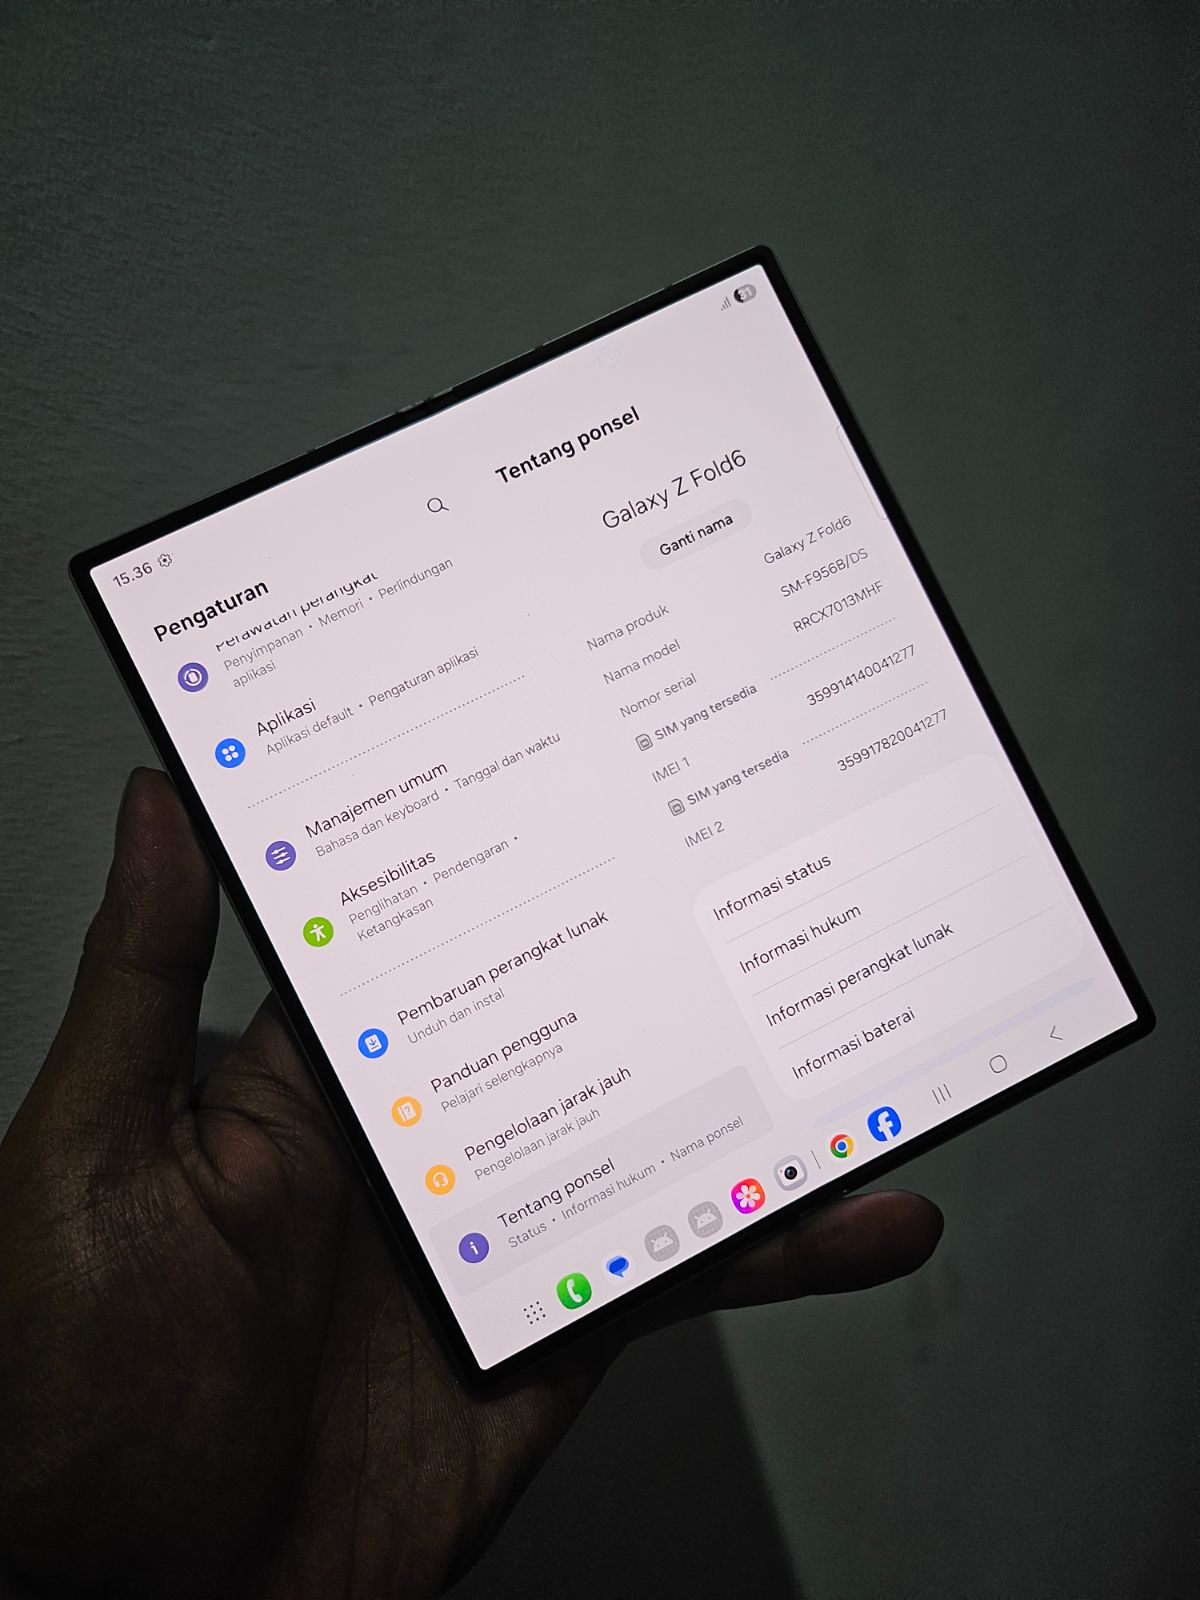 15.36
31
Pengaturan
Perawatan perangkat
Penyimpanan • Memori • Perlindungan
aplikasi
Aplikasi
Aplikasi default • Pengaturan aplikasi
Manajemen umum
Bahasa dan keyboard • Tanggal dan waktu
Aksesibilitas
Penglihatan • Pendengaran •
Ketangkasan
Pembaruan perangkat lunak
Unduh dan instal
Panduan pengguna
Pelajari selengkapnya
Pengelolaan jarak jauh
Pengelolaan jarak jauh
Tentang ponsel
Status • Informasi hukum • Nama ponsel
Tentang ponsel
Galaxy Z Fold6
Ganti nama
Nama produk Galaxy Z Fold6
Nama model SM-F956B/DS
Nomor serial RRCX7013MHF
SIM yang tersedia
IMEI 1 359914140041277
SIM yang tersedia
IMEI 2 359917820041277
Informasi status
Informasi hukum
Informasi perangkat lunak
Informasi baterai